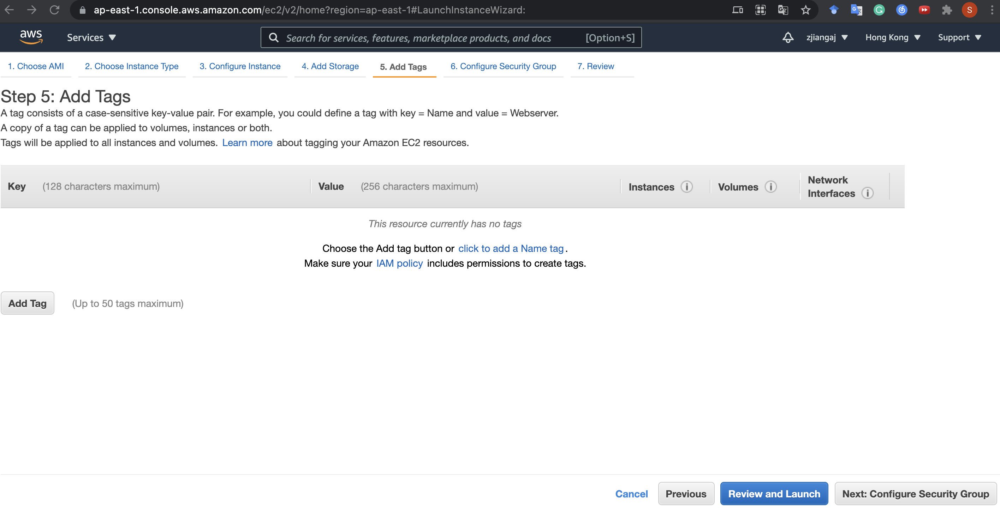 ap-east-1.console.aws.amazon.com/ec2/v2/home?region=ap-east-1#LaunchInstanceWizard:
S
aws
Services
Search for services, features, marketplace products, and docs
[Option+S]
zjiangaj
Hong Kong
Support
1. Choose AMI
2. Choose Instance Type
3. Configure Instance
4. Add Storage
5. Add Tags
6. Configure Security Group
7. Review
Step 5: Add Tags
A tag consists of a case-sensitive key-value pair. For example, you could define a tag with key = Name and value = Webserver.
A copy of a tag can be applied to volumes, instances or both.
Tags will be applied to all instances and volumes. Learn more about tagging your Amazon EC2 resources.
Key (128 characters maximum)
Value (256 characters maximum)
Instances
Volumes
Network
Interfaces
This resource currently has no tags
Choose the Add tag button or click to add a Name tag.
Make sure your IAM policy includes permissions to create tags.
Add Tag
(Up to 50 tags maximum)
Cancel
Previous
Review and Launch
Next: Configure Security Group